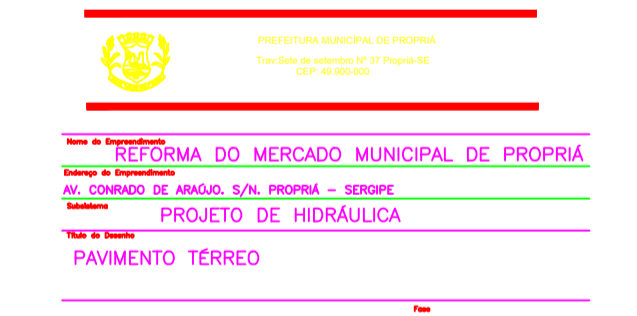 PREFEITURA MUNICIPAL DE PROPRIÁ
Trav:Sete de setembro Nº 37 Propriá-SE
CEP: 49.900-000
Nome do Empreendimento
REFORMA DO MERCADO MUNICIPAL DE PROPRIÁ
Endereço do Empreendimento
AV. CONRADO DE ARAÚJO. S/N. PROPRIÁ - SERGIPE
Subsistema
PROJETO DE HIDRÁULICA
Título do Desenho
PAVIMENTO TÉRREO
Fase